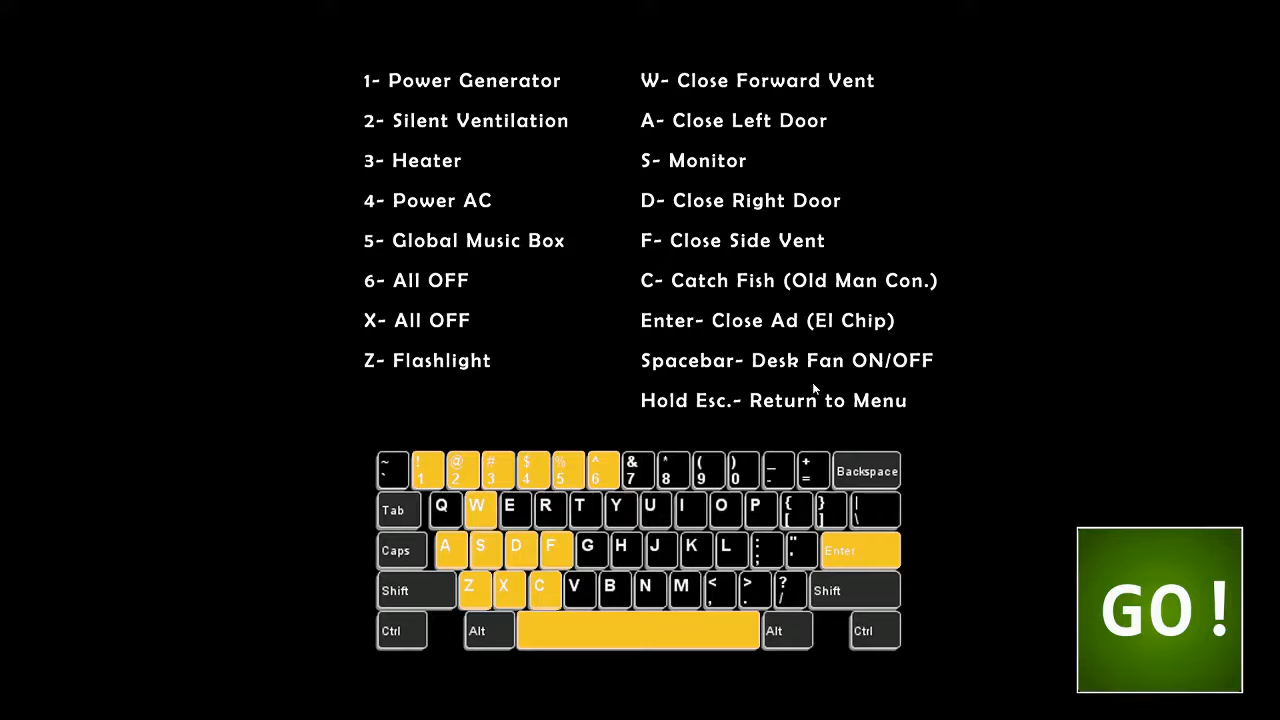 1- Power Generator
2- Silent Ventilation
3- Heater
4- Power AC
5- Global Music Box
6- All OFF
X- All OFF
Z- Flashlight
W- Close Forward Vent
A- Close Left Door
S- Monitor
D- Close Right Door
F- Close Side Vent
C- Catch Fish (Old Man Con.)
Enter- Close Ad (El Chip)
Spacebar- Desk Fan ON/OFF
Hold Esc.- Return to Menu
~ ! @ # $ % ^ & * ( ) _ +
` 1 2 3 4 5 6 7 8 9 0 - = Backspace
Tab Q W E R T Y U I O P { [ } ] | \
Caps A S D F G H J K L : ; " ' Enter
Shift Z X C V B N M < , > . ? / Shift
Ctrl Alt Alt Ctrl
GO!